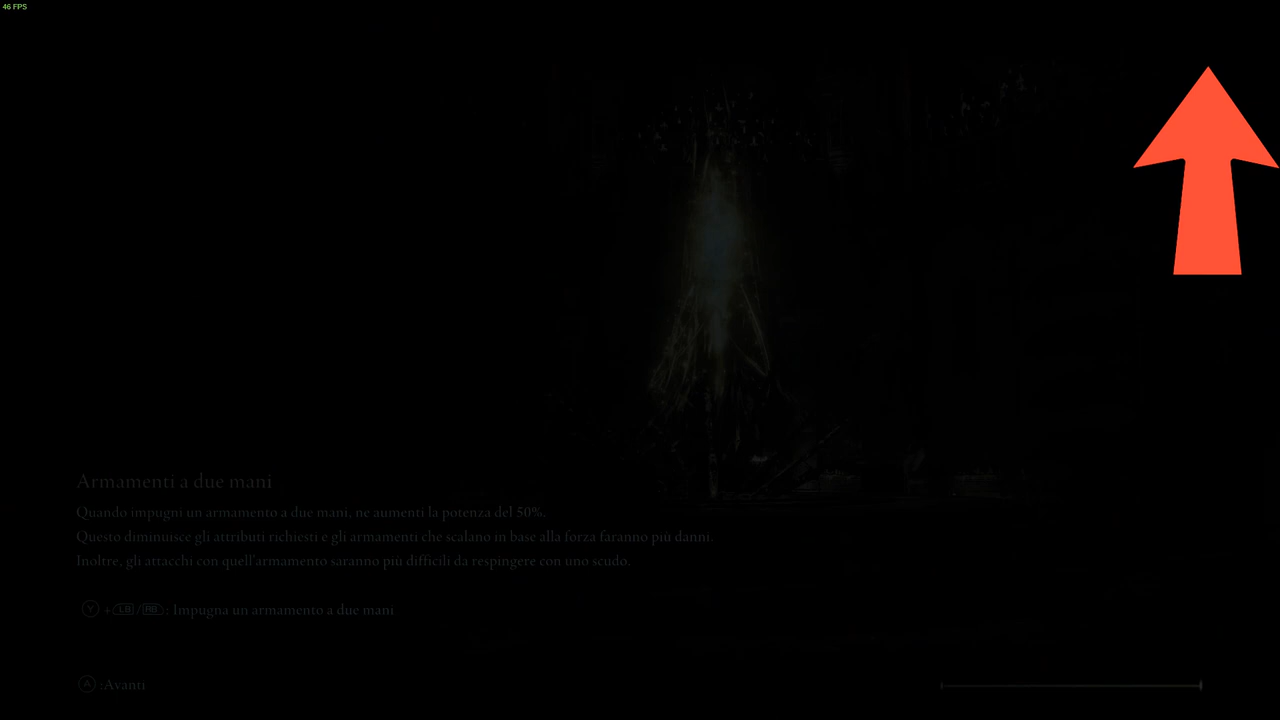 46 FPS
Armamenti a due mani
Quando impugni un armamento a due mani, ne aumenti la potenza del 50%.
Questo diminuisce gli attributi richiesti e gli armamenti che scalano in base alla forza faranno più danni.
Inoltre, gli attacchi con quell'armamento saranno più difficili da respingere con uno scudo.
Y + LB / RB : Impugna un armamento a due mani
A :Avanti